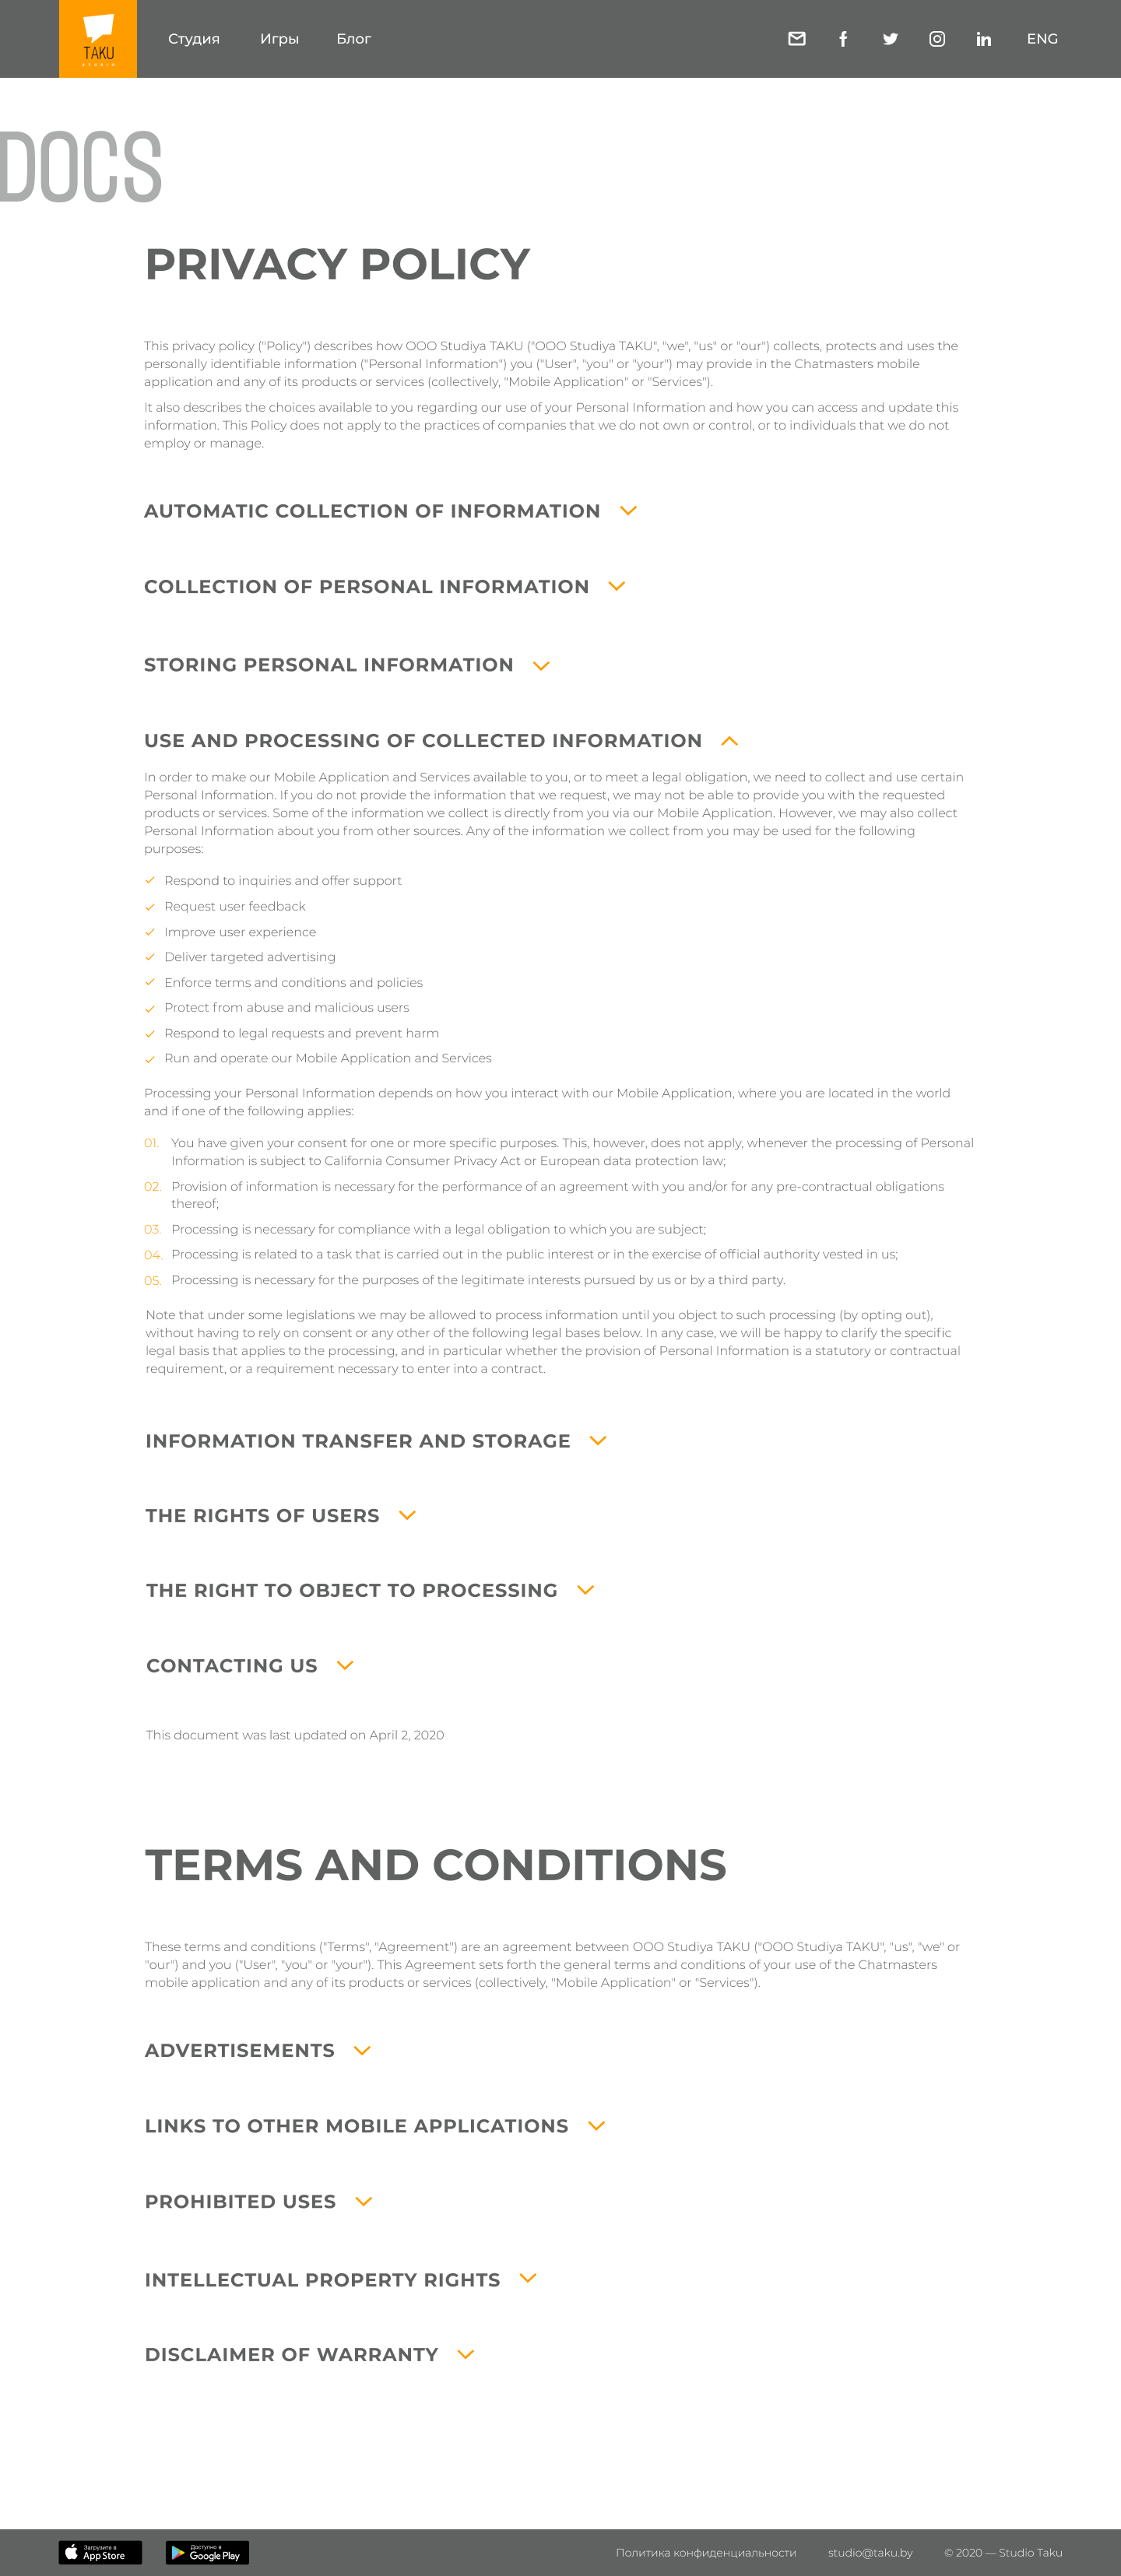 TAKU
STUDIO
Студия Игры Блог ENG
DOCS
PRIVACY POLICY
This privacy policy ("Policy") describes how OOO Studiya TAKU ("OOO Studiya TAKU", "we", "us" or "our") collects, protects and uses the
personally identifiable information ("Personal Information") you ("User", "you" or "your") may provide in the Chatmasters mobile
application and any of its products or services (collectively, "Mobile Application" or "Services").
It also describes the choices available to you regarding our use of your Personal Information and how you can access and update this
information. This Policy does not apply to the practices of companies that we do not own or control, or to individuals that we do not
employ or manage.
AUTOMATIC COLLECTION OF INFORMATION
COLLECTION OF PERSONAL INFORMATION
STORING PERSONAL INFORMATION
USE AND PROCESSING OF COLLECTED INFORMATION
In order to make our Mobile Application and Services available to you, or to meet a legal obligation, we need to collect and use certain
Personal Information. If you do not provide the information that we request, we may not be able to provide you with the requested
products or services. Some of the information we collect is directly from you via our Mobile Application. However, we may also collect
Personal Information about you from other sources. Any of the information we collect from you may be used for the following
purposes:
Respond to inquiries and offer support
Request user feedback
Improve user experience
Deliver targeted advertising
Enforce terms and conditions and policies
Protect from abuse and malicious users
Respond to legal requests and prevent harm
Run and operate our Mobile Application and Services
Processing your Personal Information depends on how you interact with our Mobile Application, where you are located in the world
and if one of the following applies:
01. You have given your consent for one or more specific purposes. This, however, does not apply, whenever the processing of Personal
Information is subject to California Consumer Privacy Act or European data protection law;
02. Provision of information is necessary for the performance of an agreement with you and/or for any pre-contractual obligations
thereof;
03. Processing is necessary for compliance with a legal obligation to which you are subject;
04. Processing is related to a task that is carried out in the public interest or in the exercise of official authority vested in us;
05. Processing is necessary for the purposes of the legitimate interests pursued by us or by a third party.
Note that under some legislations we may be allowed to process information until you object to such processing (by opting out),
without having to rely on consent or any other of the following legal bases below. In any case, we will be happy to clarify the specific
legal basis that applies to the processing, and in particular whether the provision of Personal Information is a statutory or contractual
requirement, or a requirement necessary to enter into a contract.
INFORMATION TRANSFER AND STORAGE
THE RIGHTS OF USERS
THE RIGHT TO OBJECT TO PROCESSING
CONTACTING US
This document was last updated on April 2, 2020
TERMS AND CONDITIONS
These terms and conditions ("Terms", "Agreement") are an agreement between OOO Studiya TAKU ("OOO Studiya TAKU", "us", "we" or
"our") and you ("User", "you" or "your"). This Agreement sets forth the general terms and conditions of your use of the Chatmasters
mobile application and any of its products or services (collectively, "Mobile Application" or "Services").
ADVERTISEMENTS
LINKS TO OTHER MOBILE APPLICATIONS
PROHIBITED USES
INTELLECTUAL PROPERTY RIGHTS
DISCLAIMER OF WARRANTY
Загрузите в
App Store
Доступно в
Google Play
Политика конфиденциальности studio@taku.by © 2020 — Studio Taku